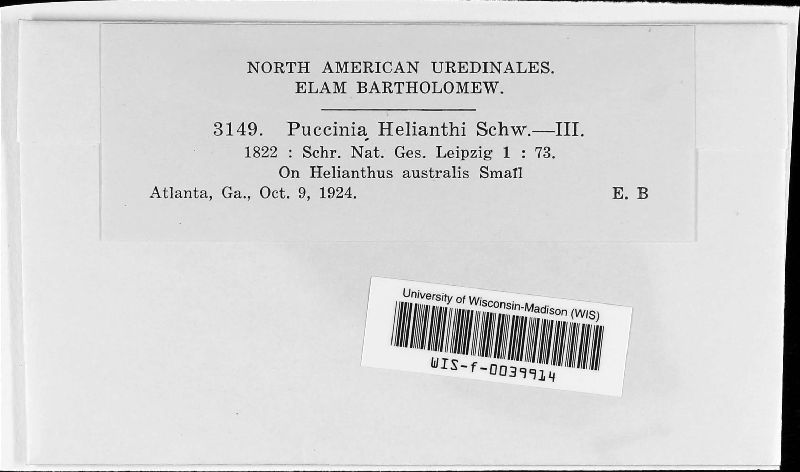 NORTH AMERICAN UREDINALES.
ELAM BARTHOLOMEW.
3149. Puccinia Helianthi Schw.—III.
1822 : Schr. Nat. Ges. Leipzig 1 : 73.
On Helianthus australis Small
Atlanta, Ga., Oct. 9, 1924. E. B
University of Wisconsin-Madison (WIS)
WIS-f-0039914